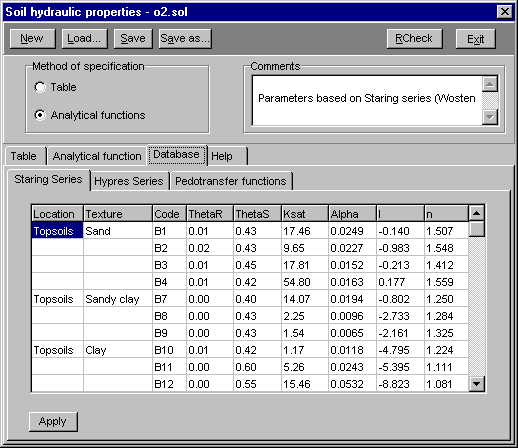 Soil hydraulic properties - o2.sol
New Load... Save Save as... RCheck Exit
Method of specification Comments
Table
Parameters based on Staring series (Wosten
Analytical functions
Table Analytical function Database Help
Staring Series Hypres Series Pedotransfer functions
Location Texture Code ThetaR ThetaS Ksat Alpha l n
Topsoils Sand B1 0.01 0.43 17.46 0.0249 -0.140 1.507
B2 0.02 0.43 9.65 0.0227 -0.983 1.548
B3 0.01 0.45 17.81 0.0152 -0.213 1.412
B4 0.01 0.42 54.80 0.0163 0.177 1.559
Topsoils Sandy clay B7 0.00 0.40 14.07 0.0194 -0.802 1.250
B8 0.00 0.43 2.25 0.0096 -2.733 1.284
B9 0.00 0.43 1.54 0.0065 -2.161 1.325
Topsoils Clay B10 0.01 0.42 1.17 0.0118 -4.795 1.224
B11 0.00 0.60 5.26 0.0243 -5.395 1.111
B12 0.00 0.55 15.46 0.0532 -8.823 1.081
Apply